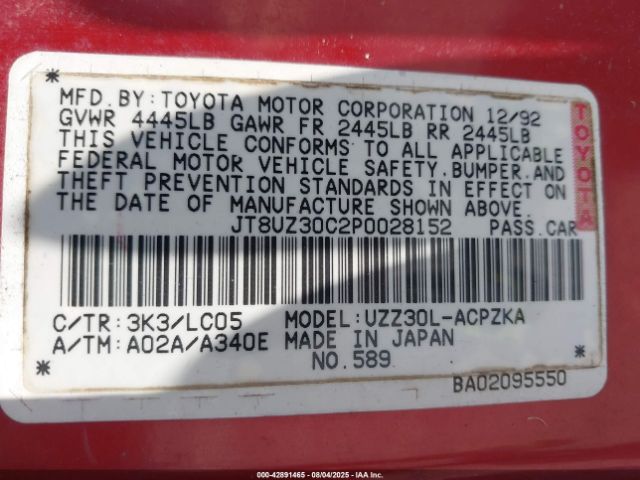 MFD.BY:TOYOTA MOTOR CORPORATION 12/92
GVWR 4445LB GAWR FR 2445LB RR 2445LB
THIS VEHICLE CONFORMS TO ALL APPLICABLE
FEDERAL MOTOR VEHICLE SAFETY.BUMPER.AND
THEFT PREVENTION STANDARDS IN EFFECT ON
THE DATE OF MANUFACTURE SHOWN ABOVE.
JT8UZ30C2P0028152 PASS.CAR
TOYOTA
C/TR:3K3/LC05 MODEL:UZZ30L-ACPZKA
A/TM:A02A/A340E MADE IN JAPAN
NO.589
BA02095550
000-42891465 - 08/04/2025 - IAA Inc.